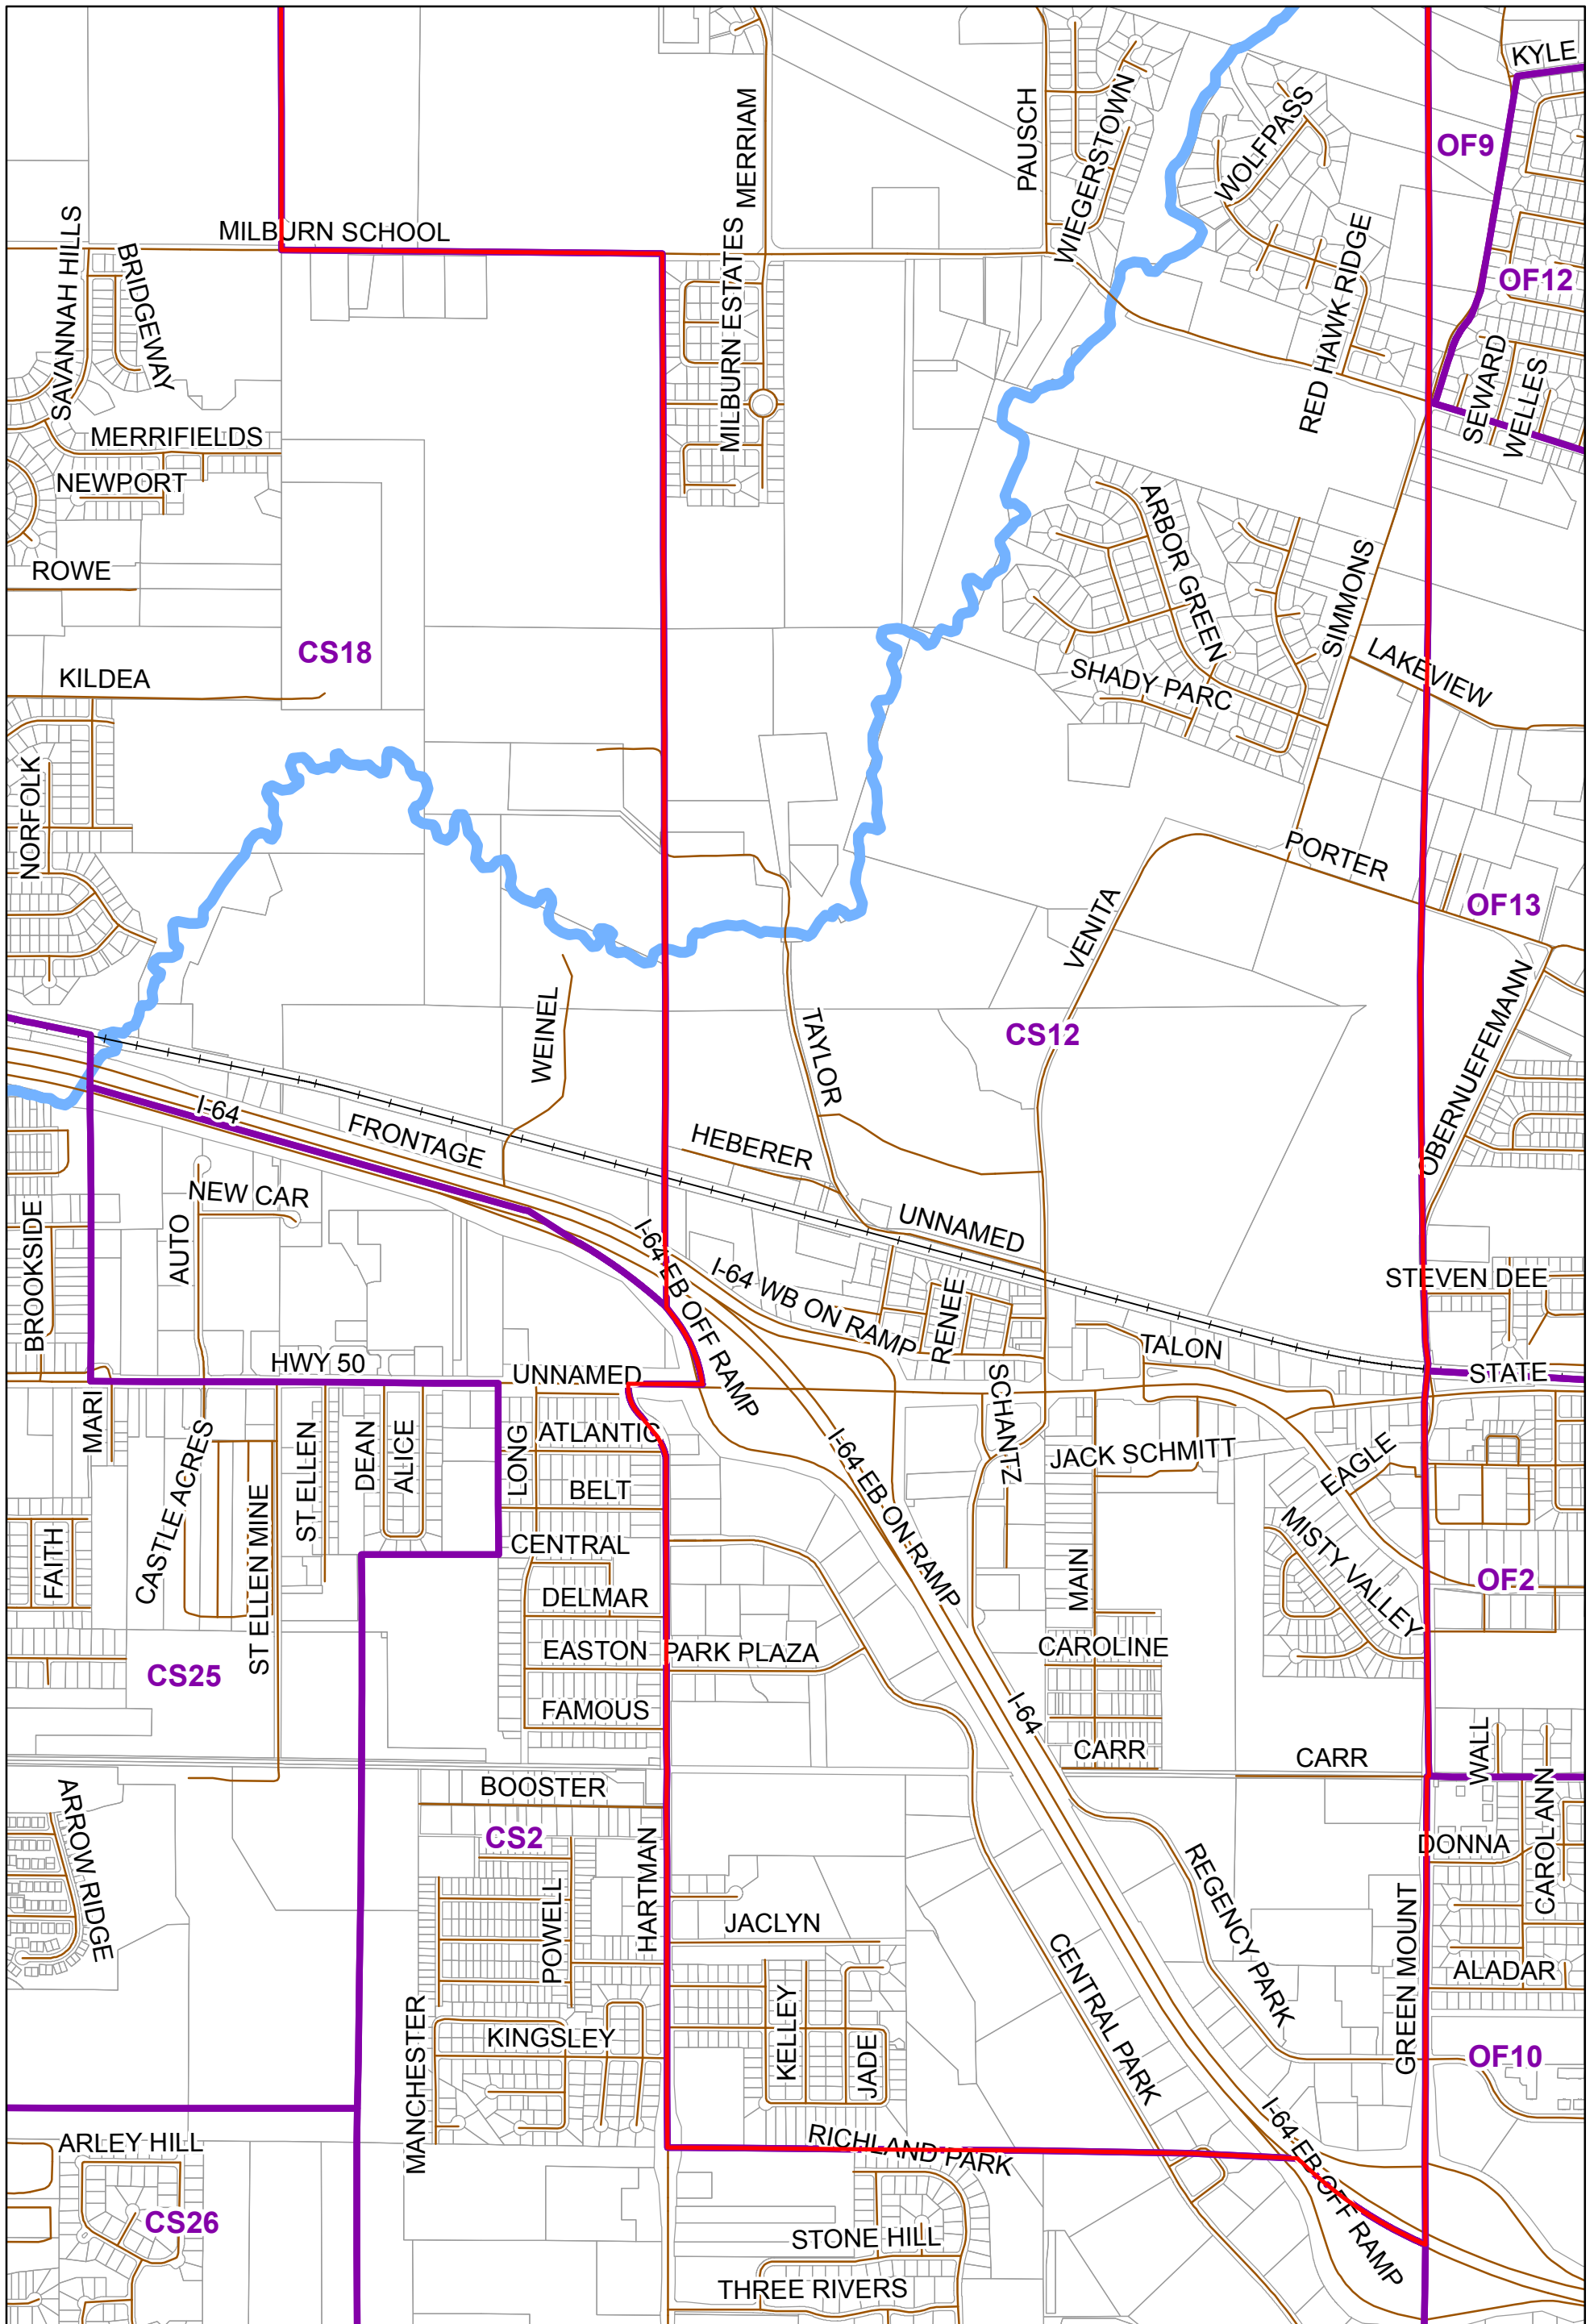 KYLE
OF9
MERRIAM
PAUSCH
WIEGERSTOWN
WOLFPASS
MILBURN SCHOOL
SAVANNAH HILLS
BRIDGEWAY
MILBURN ESTATES
RED HAWK RIDGE
OF12
SEWARD
WELLES
MERRIFIELDS
NEWPORT
ROWE
ARBOR GREEN
SIMMONS
CS18
KILDEA
SHADY PARC
LAKEVIEW
NORFOLK
PORTER
OF13
VENITA
WEINEL
TAYLOR
CS12
OBERNUEFEMANN
I-64
FRONTAGE
HEBERER
NEW CAR
UNNAMED
BROOKSIDE
AUTO
I-64 EB OFF RAMP
I-64 WB ON RAMP
RENEE
STEVEN DEE
HWY 50
UNNAMED
TALON
STATE
MARI
CASTLE ACRES
ST ELLEN MINE
ST ELLEN
DEAN
ALICE
LONG
ATLANTIC
SCHANTZ
JACK SCHMITT
EAGLE
BELT
I-64 EB ON RAMP
CENTRAL
FAITH
DELMAR
MAIN
MISTY VALLEY
OF2
EASTON
PARK PLAZA
CAROLINE
CS25
FAMOUS
I-64
CARR
CARR
WALL
CAROL ANN
ARROW RIDGE
BOOSTER
CS2
HARTMAN
DONNA
POWELL
JACLYN
REGENCY PARK
GREEN MOUNT
CENTRAL PARK
ALADAR
MANCHESTER
KINGSLEY
KELLEY
JADE
OF10
ARLEY HILL
RICHLAND PARK
I-64 EB OFF RAMP
CS26
STONE HILL
THREE RIVERS